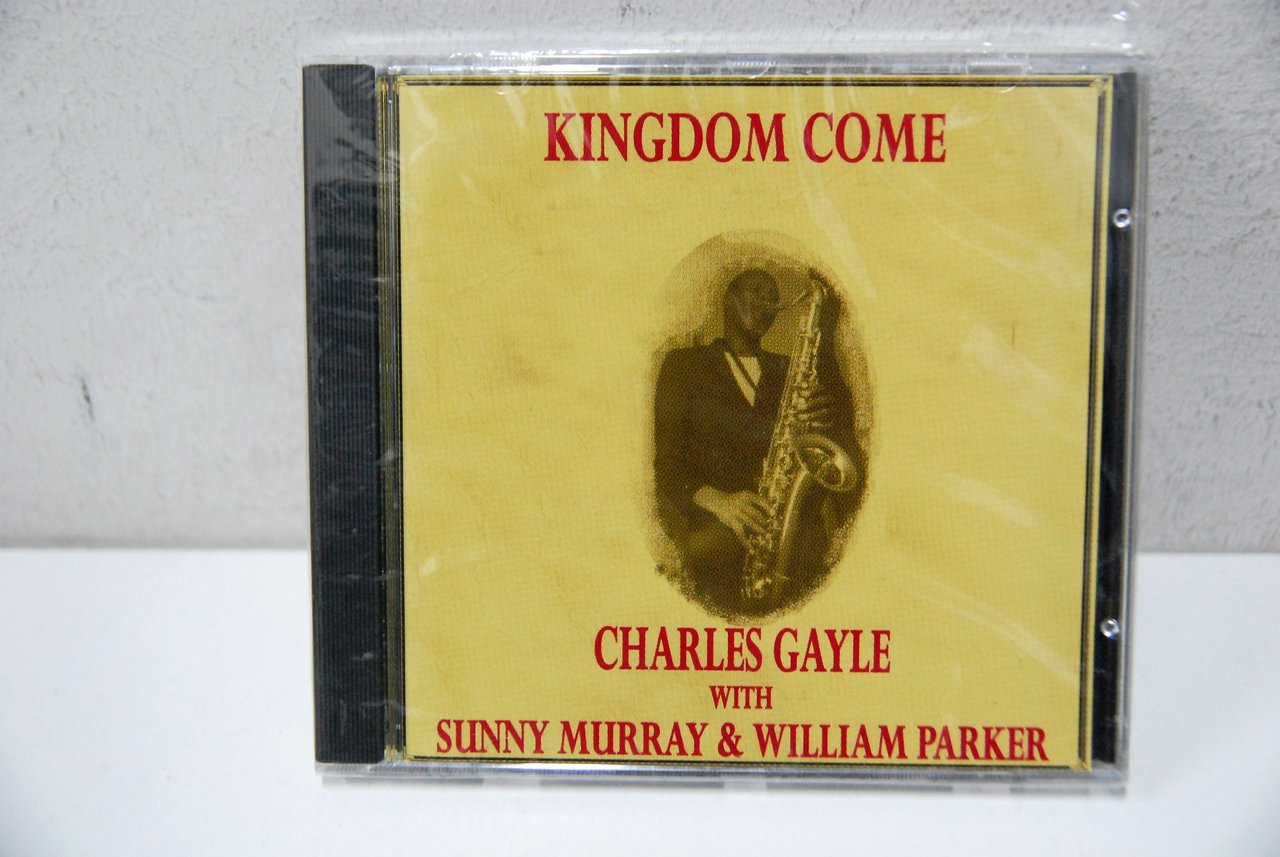 KINGDOM COME
CHARLES GAYLE
WITH
SUNNY MURRAY & WILLIAM PARKER